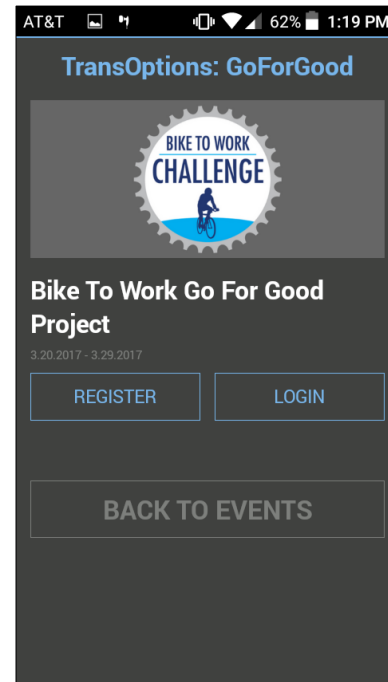 AT&T 62% 1:19 PM
TransOptions: GoForGood
BIKE TO WORK
CHALLENGE
Bike To Work Go For Good
Project
3.20.2017 - 3.29.2017
REGISTER LOGIN
BACK TO EVENTS